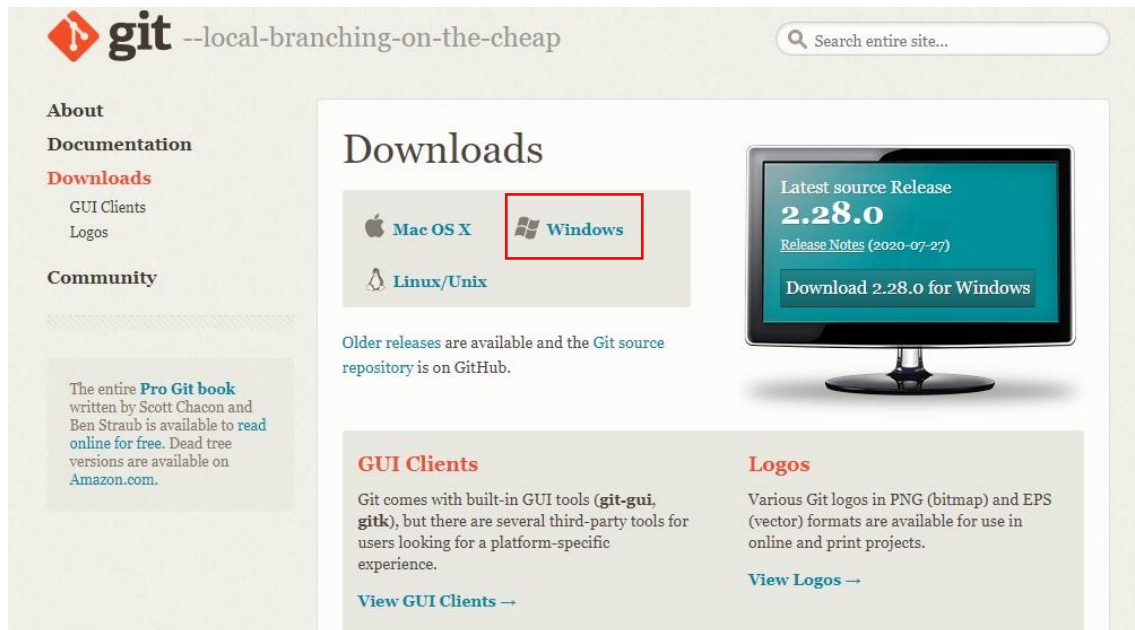 git --local-branching-on-the-cheap
Search entire site...
About
Documentation
Downloads
GUI Clients
Logos
Community
The entire Pro Git book
written by Scott Chacon and
Ben Straub is available to read
online for free. Dead tree
versions are available on
Amazon.com.
Downloads
Mac OS X
Windows
Linux/Unix
Older releases are available and the Git source
repository is on GitHub.
Latest source Release
2.28.0
Release Notes (2020-07-27)
Download 2.28.0 for Windows
GUI Clients
Git comes with built-in GUI tools (git-gui,
gitk), but there are several third-party tools for
users looking for a platform-specific
experience.
View GUI Clients →
Logos
Various Git logos in PNG (bitmap) and EPS
(vector) formats are available for use in
online and print projects.
View Logos →